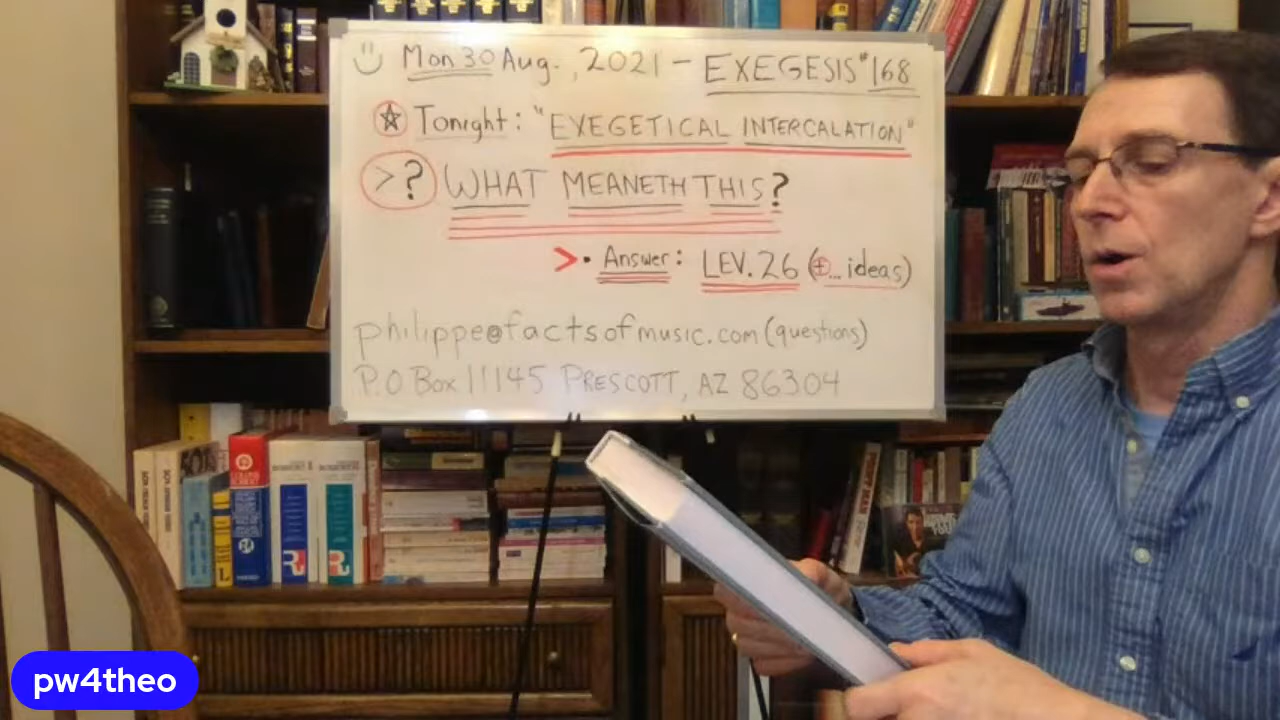 Mon 30 Aug., 2021 - EXEGESIS #168
Tonight: "EXEGETICAL INTERCALATION"
>? WHAT MEANETH THIS?
> • Answer: LEV. 26 (+... ideas)
philippe@factsofmusic.com (questions)
P.O Box 11145 PRESCOTT, AZ 86304
pw4theo